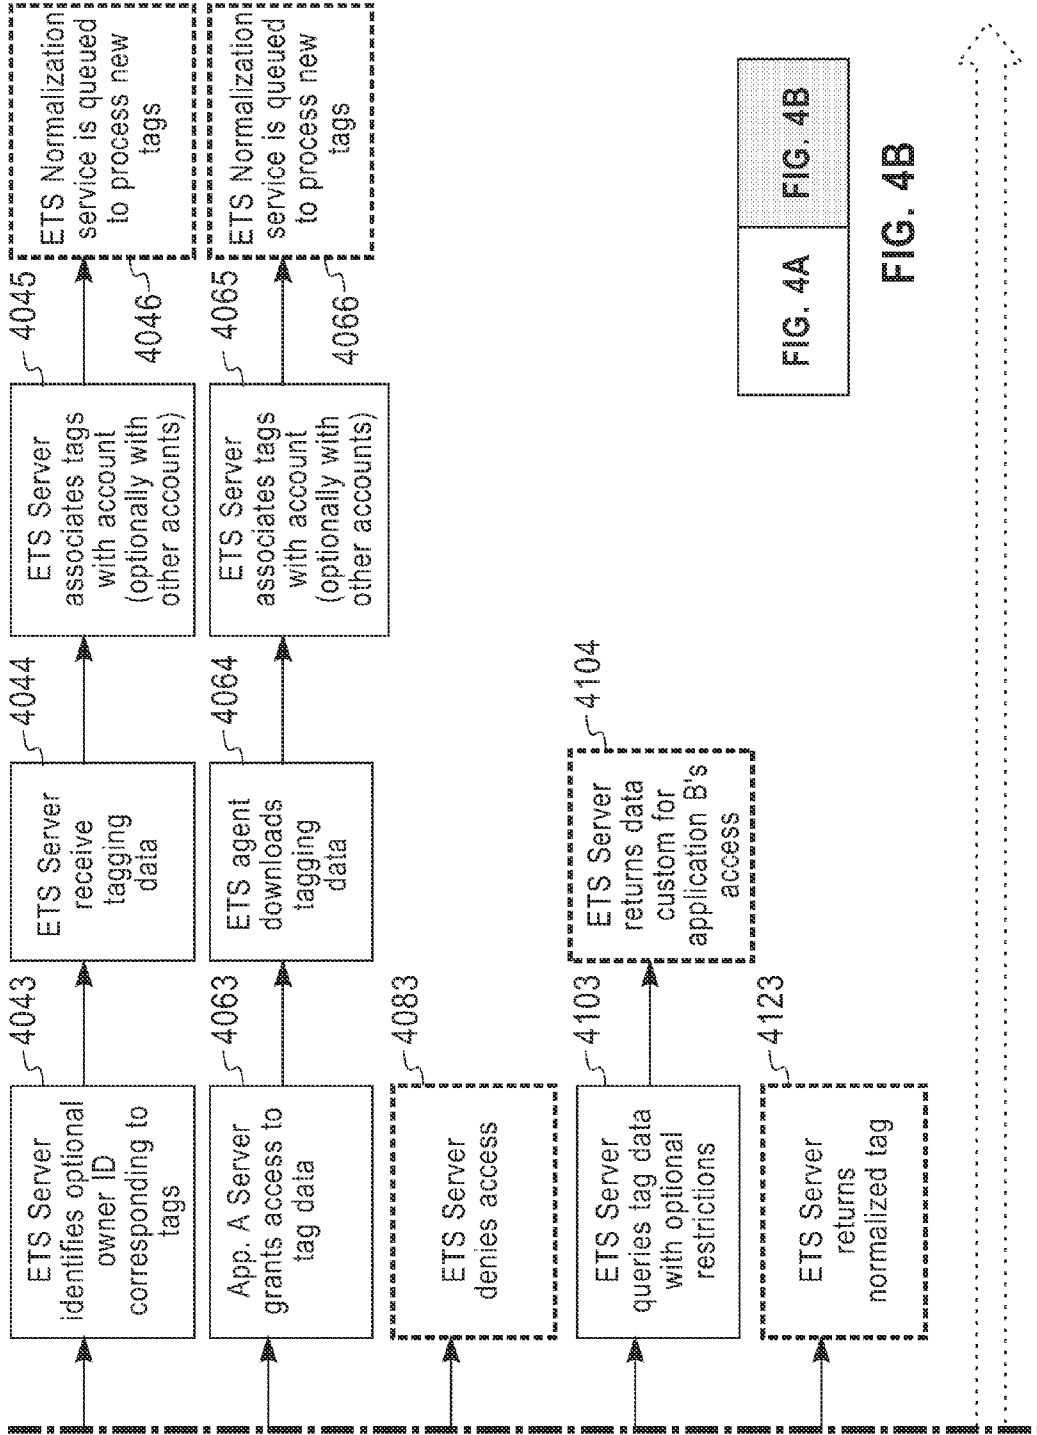 4043
ETS Server
identifies optional
owner ID
corresponding to
tags
4044
ETS Server
receive
tagging
data
4045
ETS Server
associates tags
with account
(optionally with
other accounts)
4046
ETS Normalization
service is queued
to process new
tags
4063
App. A Server
grants access to
tag data
4064
ETS agent
downloads
tagging
data
4065
ETS Server
associates tags
with account
(optionally with
other accounts)
4066
ETS Normalization
service is queued
to process new
tags
4083
ETS Server
denies access
4103
ETS Server
queries tag data
with optional
restrictions
4104
ETS Server
returns data
custom for
application B's
access
4123
ETS Server
returns
normalized tag
FIG. 4A
FIG. 4B
FIG. 4B